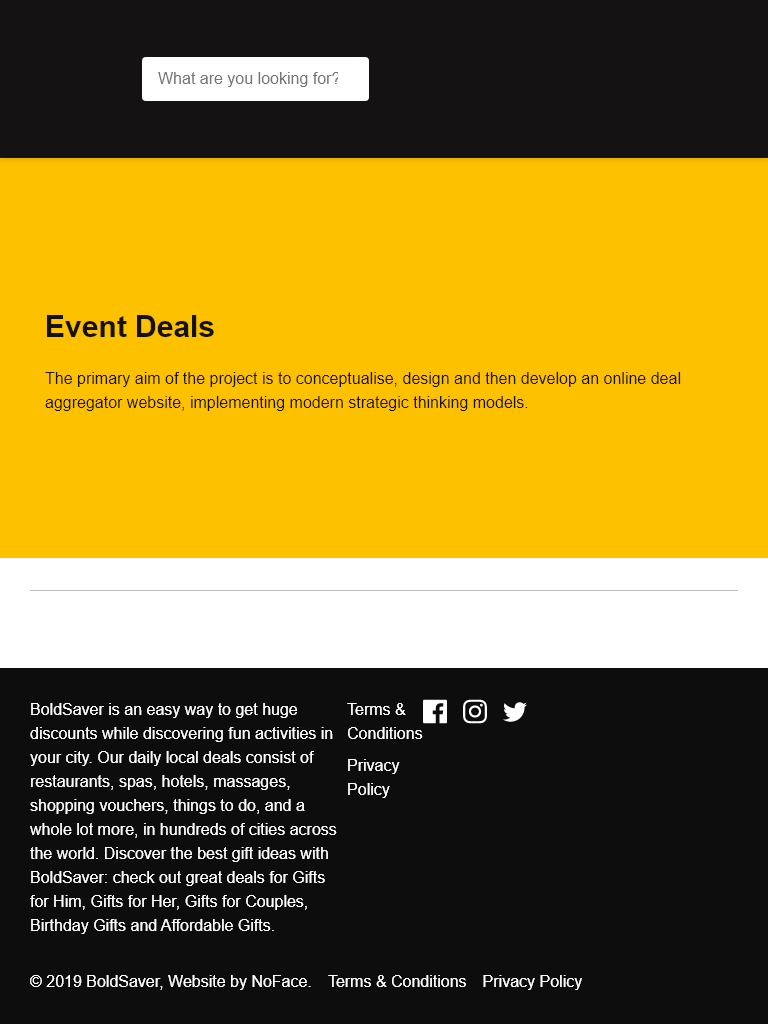 What are you looking for?
Event Deals
The primary aim of the project is to conceptualise, design and then develop an online deal
aggregator website, implementing modern strategic thinking models.
BoldSaver is an easy way to get huge
discounts while discovering fun activities in
your city. Our daily local deals consist of
restaurants, spas, hotels, massages,
shopping vouchers, things to do, and a
whole lot more, in hundreds of cities across
the world. Discover the best gift ideas with
BoldSaver: check out great deals for Gifts
for Him, Gifts for Her, Gifts for Couples,
Birthday Gifts and Affordable Gifts.
Terms &
Conditions
Privacy
Policy
© 2019 BoldSaver, Website by NoFace. Terms & Conditions Privacy Policy